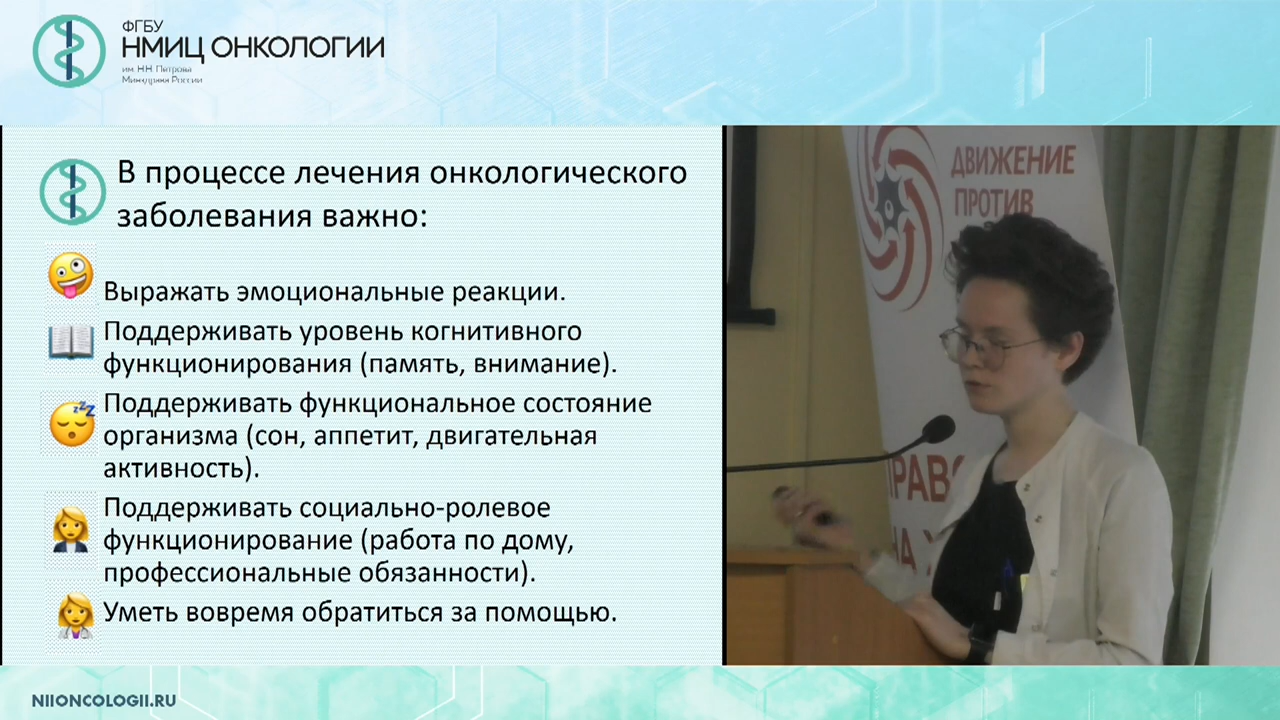 ФГБУ
НМИЦ ОНКОЛОГИИ
им. Н.Н. Петрова
Минздрава России
В процессе лечения онкологического
заболевания важно:
Выражать эмоциональные реакции.
Поддерживать уровень когнитивного
функционирования (память, внимание).
Поддерживать функциональное состояние
организма (сон, аппетит, двигательная
активность).
Поддерживать социально-ролевое
функционирование (работа по дому,
профессиональные обязанности).
Уметь вовремя обратиться за помощью.
ДВИЖЕНИЕ
ПРОТИВ
ПРАВО
НА
NIIONCOLOGII.RU